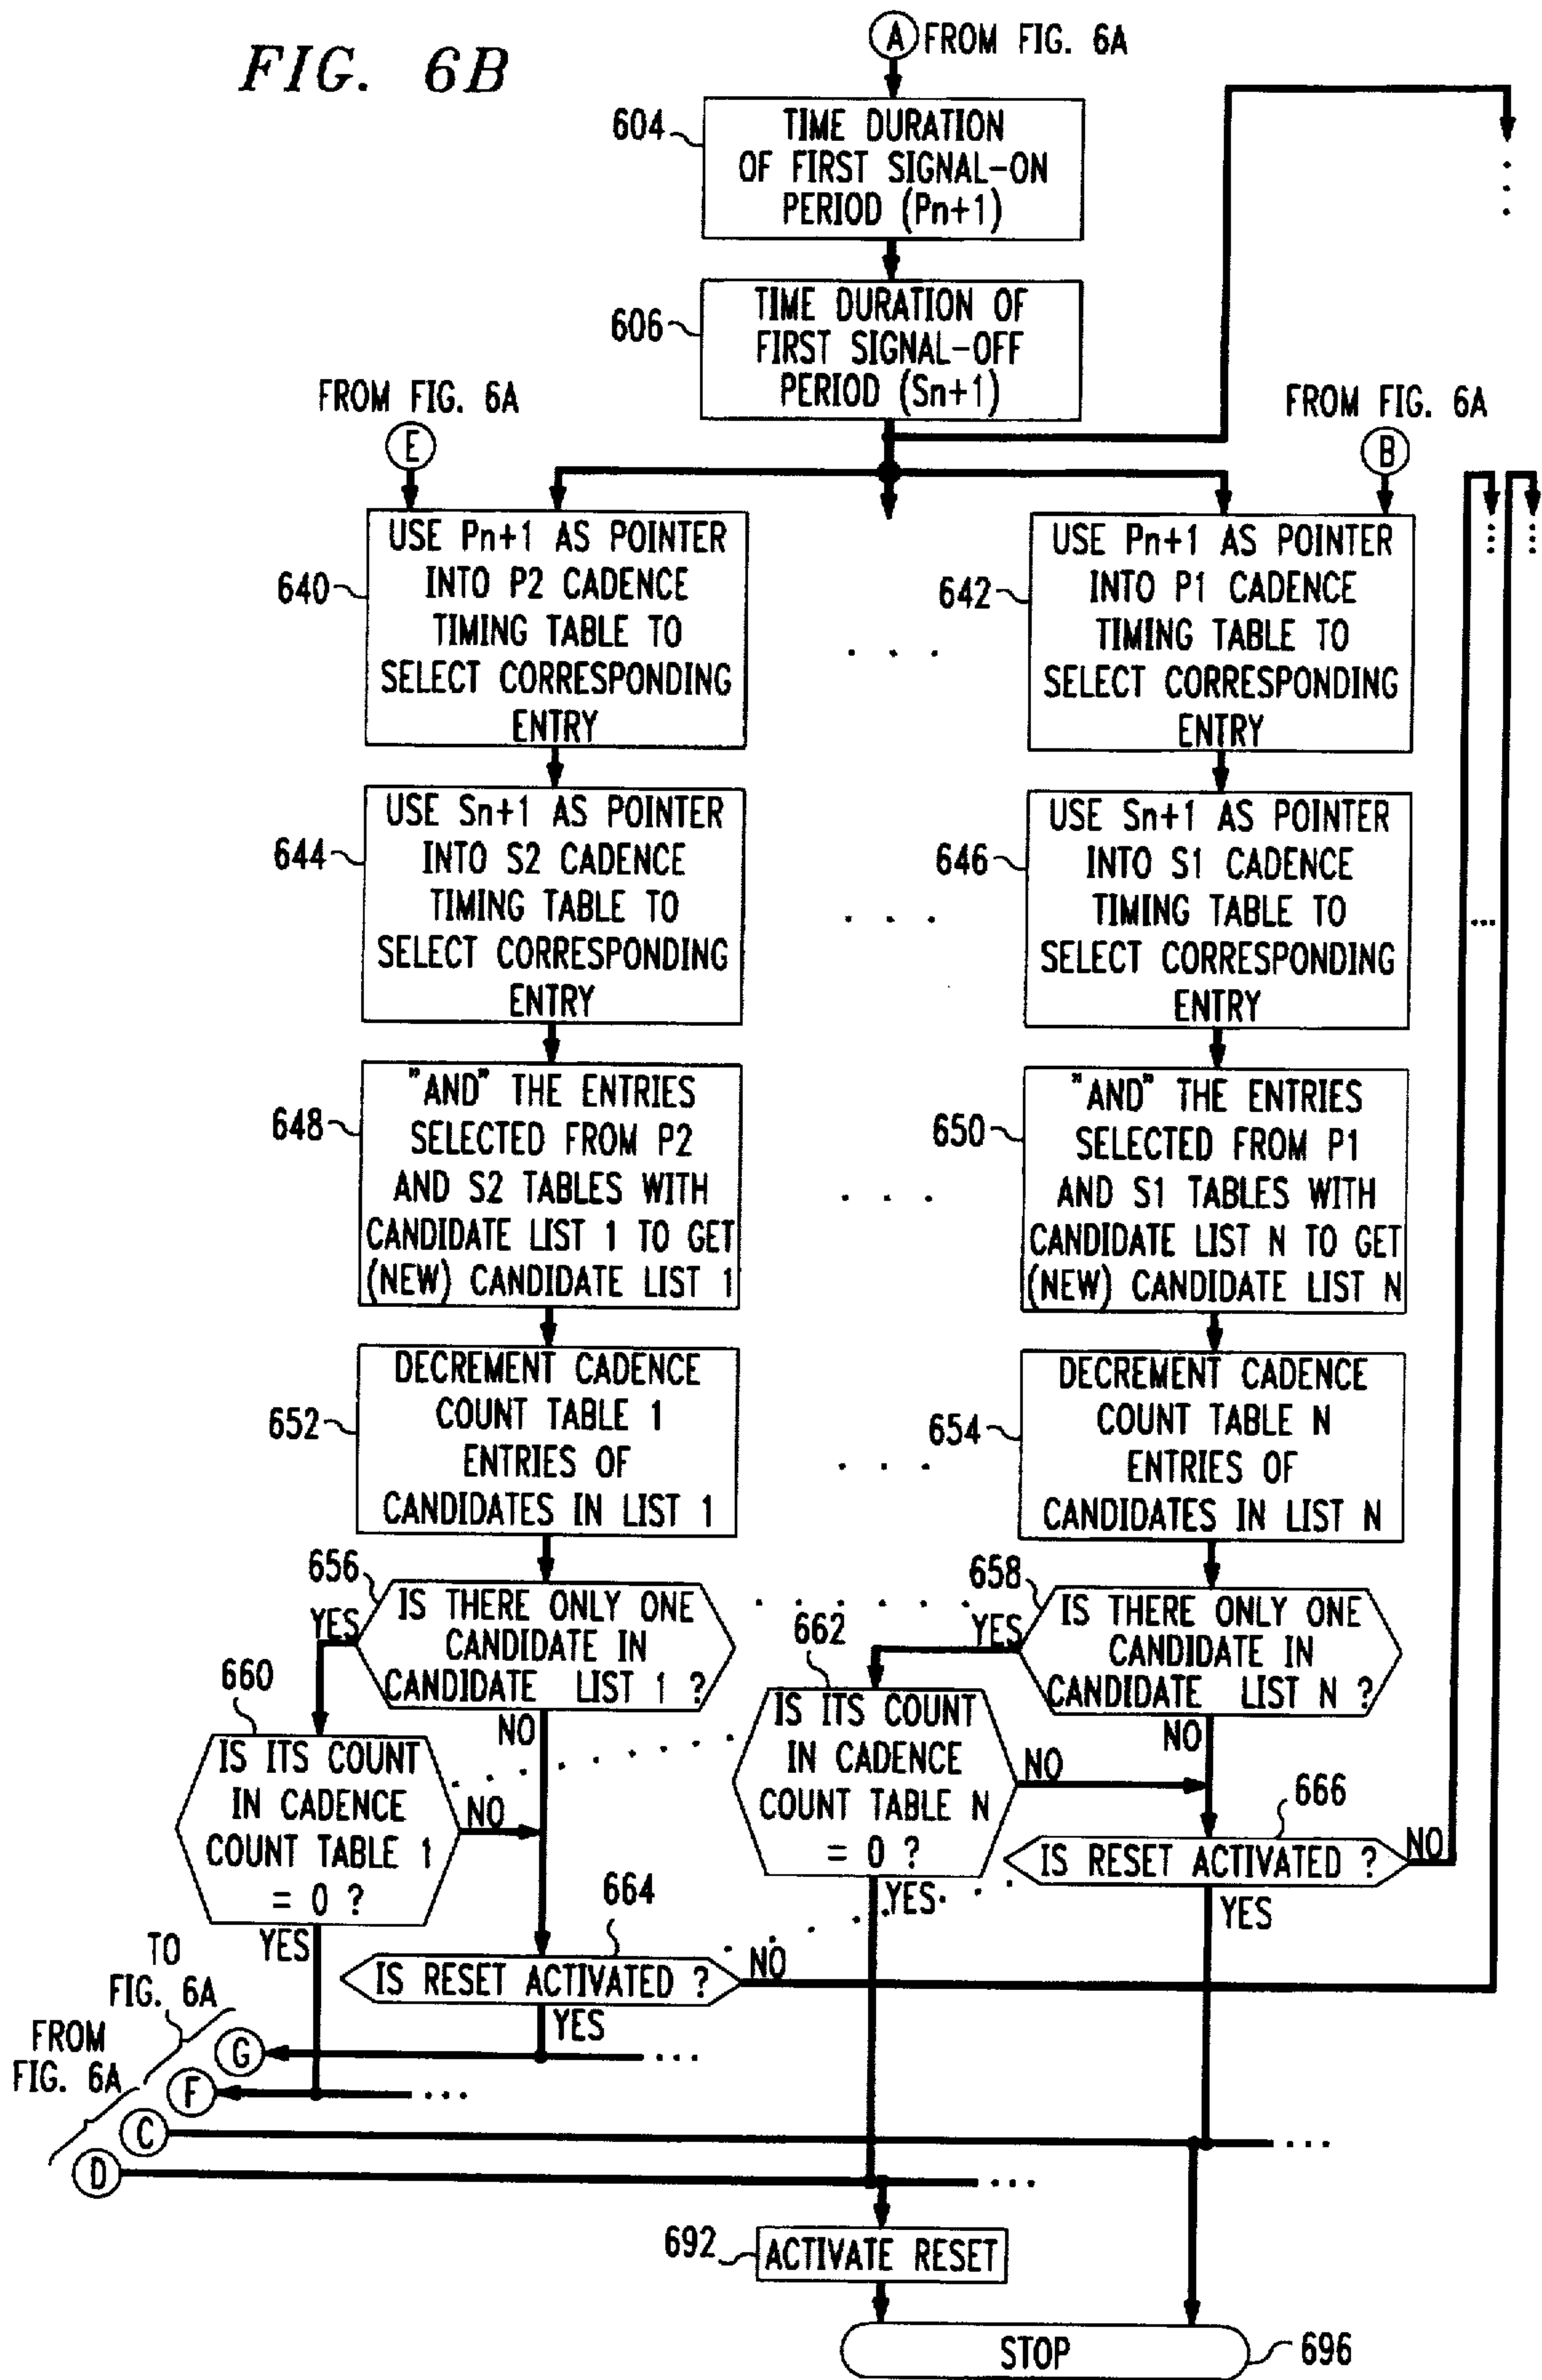 FIG. 6B
A FROM FIG. 6A
604
TIME DURATION
OF FIRST SIGNAL-ON
PERIOD (Pn+1)
606
TIME DURATION OF
FIRST SIGNAL-OFF
PERIOD (Sn+1)
FROM FIG. 6A
E
FROM FIG. 6A
B
640
USE Pn+1 AS POINTER
INTO P2 CADENCE
TIMING TABLE TO
SELECT CORRESPONDING
ENTRY
642
USE Pn+1 AS POINTER
INTO P1 CADENCE
TIMING TABLE TO
SELECT CORRESPONDING
ENTRY
644
USE Sn+1 AS POINTER
INTO S2 CADENCE
TIMING TABLE TO
SELECT CORRESPONDING
ENTRY
646
USE Sn+1 AS POINTER
INTO S1 CADENCE
TIMING TABLE TO
SELECT CORRESPONDING
ENTRY
648
"AND" THE ENTRIES
SELECTED FROM P2
AND S2 TABLES WITH
CANDIDATE LIST 1 TO GET
(NEW) CANDIDATE LIST 1
650
"AND" THE ENTRIES
SELECTED FROM P1
AND S1 TABLES WITH
CANDIDATE LIST N TO GET
(NEW) CANDIDATE LIST N
652
DECREMENT CADENCE
COUNT TABLE 1
ENTRIES OF
CANDIDATES IN LIST 1
654
DECREMENT CADENCE
COUNT TABLE N
ENTRIES OF
CANDIDATES IN LIST N
656
IS THERE ONLY ONE
CANDIDATE IN
CANDIDATE LIST 1 ?
YES
NO
658
IS THERE ONLY ONE
CANDIDATE IN
CANDIDATE LIST N ?
YES
NO
660
IS ITS COUNT
IN CADENCE
COUNT TABLE 1
= 0 ?
NO
YES
662
IS ITS COUNT
IN CADENCE
COUNT TABLE N
= 0 ?
NO
YES
664
IS RESET ACTIVATED ?
NO
YES
666
IS RESET ACTIVATED ?
NO
YES
TO
FIG. 6A
FROM
FIG. 6A
G
F
C
D
692
ACTIVATE RESET
STOP
696